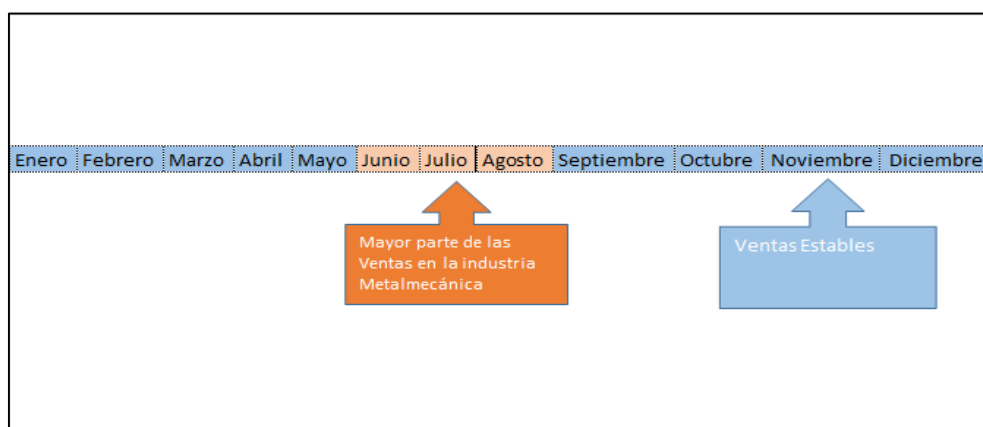 Enero Febrero Marzo Abril Mayo Junio Julio Agosto Septiembre Octubre Noviembre Diciembre
Mayor parte de las
Ventas en la industria
Metalmecánica
Ventas Estables